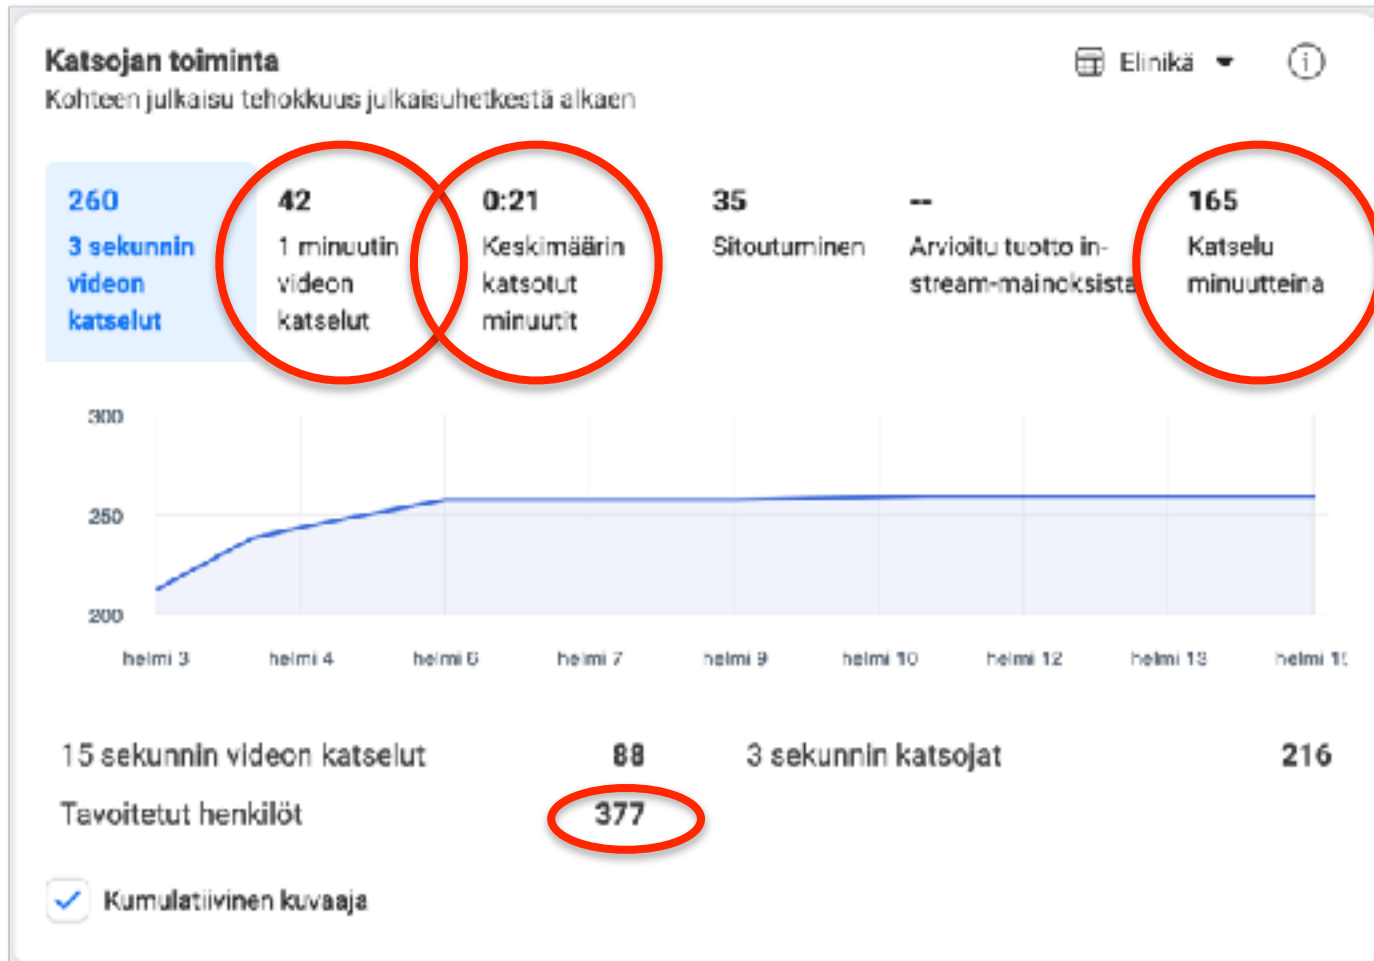 Katsojan toiminta
Elinikä
Kohteen julkaisu tehokkuus julkaisuhetkestä alkaen
260
3 sekunnin
videon
katselut
42
1 minuutin
videon
katselut
0:21
Keskimäärin
katsotut
minuutit
35
Sitoutuminen
--
Arvioitu tuotto in-
stream-mainoksista
165
Katselu
minuutteina
300
250
200
helmi 3 helmi 4 helmi 6 helmi 7 helmi 9 helmi 10 helmi 12 helmi 13 helmi
15 sekunnin videon katselut 88
3 sekunnin katsojat 216
Tavoitetut henkilöt 377
Kumulatiivinen kuvaaja